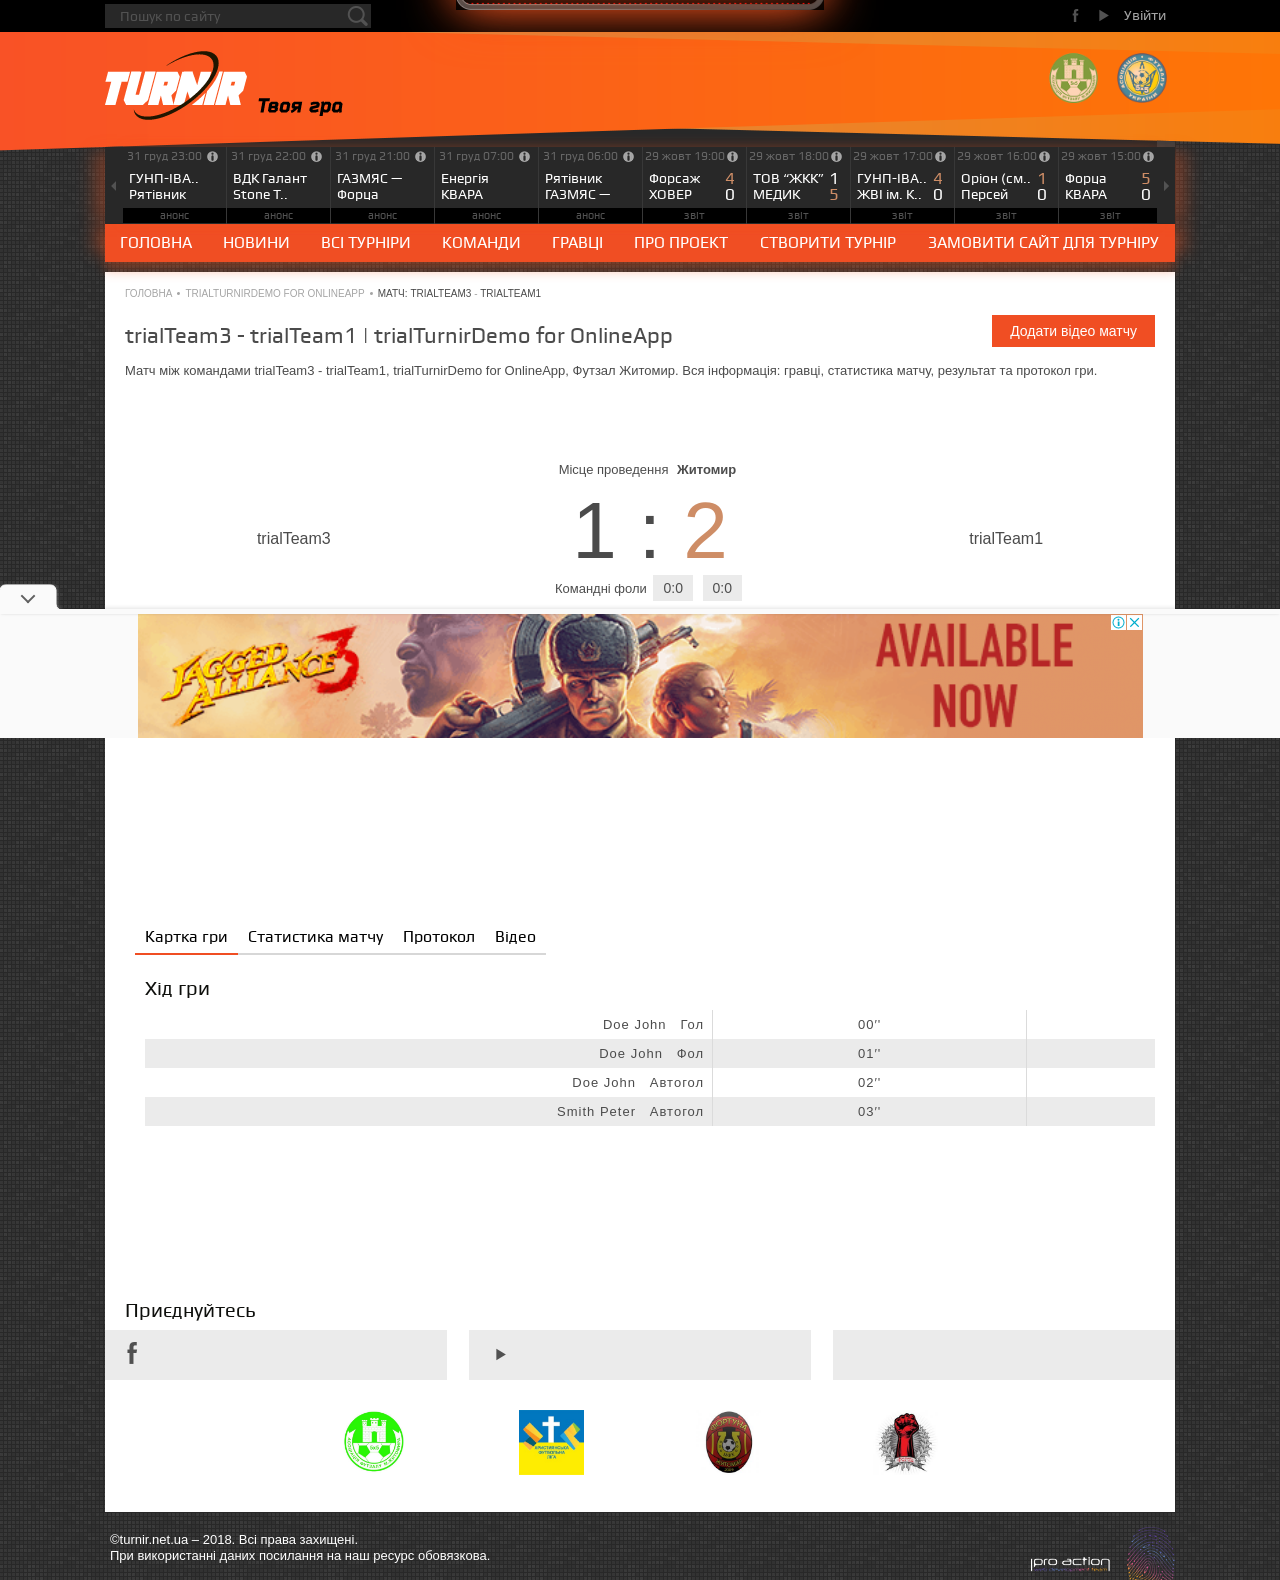 Пошук по сайту
Увійти
TURNIR
Твоя гра
31 груд 23:00
ГУНП-ІВА..
Рятівник
анонс
31 груд 22:00
ВДК Галант
Stone T..
анонс
31 груд 21:00
ГАЗМЯС —
Форца
анонс
31 груд 07:00
Енергія
КВАРА
анонс
31 груд 06:00
Рятівник
ГАЗМЯС —
анонс
29 жовт 19:00
Форсаж 4
ХОВЕР 0
звіт
29 жовт 18:00
ТОВ “ЖКК” 1
МЕДИК 5
звіт
29 жовт 17:00
ГУНП-ІВА.. 4
ЖВІ ім. К.. 0
звіт
29 жовт 16:00
Оріон (см.. 1
Персей 0
звіт
29 жовт 15:00
Форца 5
КВАРА 0
звіт
ГОЛОВНА НОВИНИ ВСІ ТУРНІРИ КОМАНДИ ГРАВЦІ ПРО ПРОЕКТ СТВОРИТИ ТУРНІР ЗАМОВИТИ САЙТ ДЛЯ ТУРНІРУ
ГОЛОВНА • TRIALTURNIRDEMO FOR ONLINEAPP • МАТЧ: TRIALTEAM3 - TRIALTEAM1
trialTeam3 - trialTeam1 | trialTurnirDemo for OnlineApp
Додати відео матчу
Матч між командами trialTeam3 - trialTeam1, trialTurnirDemo for OnlineApp, Футзал Житомир. Вся інформація: гравці, статистика матчу, результат та протокол гри.
Місце проведення Житомир
trialTeam3
1 : 2
trialTeam1
Командні фоли 0:0 0:0
JAGGED ALLIANCE 3
AVAILABLE
NOW
Картка гри Статистика матчу Протокол Відео
Хід гри
Doe John Гол 00''
Doe John Фол 01''
Doe John Автогол 02''
Smith Peter Автогол 03''
Приєднуйтесь
©turnir.net.ua – 2018. Всі права захищені.
При використанні даних посилання на наш ресурс обовязкова.
pro action